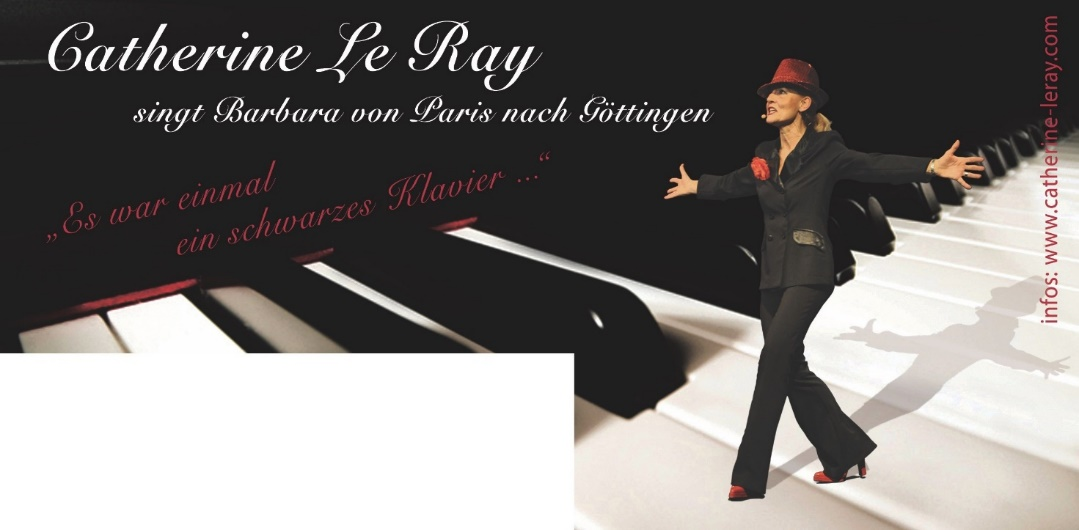 Catherine Le Ray
singt Barbara von Paris nach Göttingen
„Es war einmal
ein schwarzes Klavier ...“
infos: www.catherine-leray.com